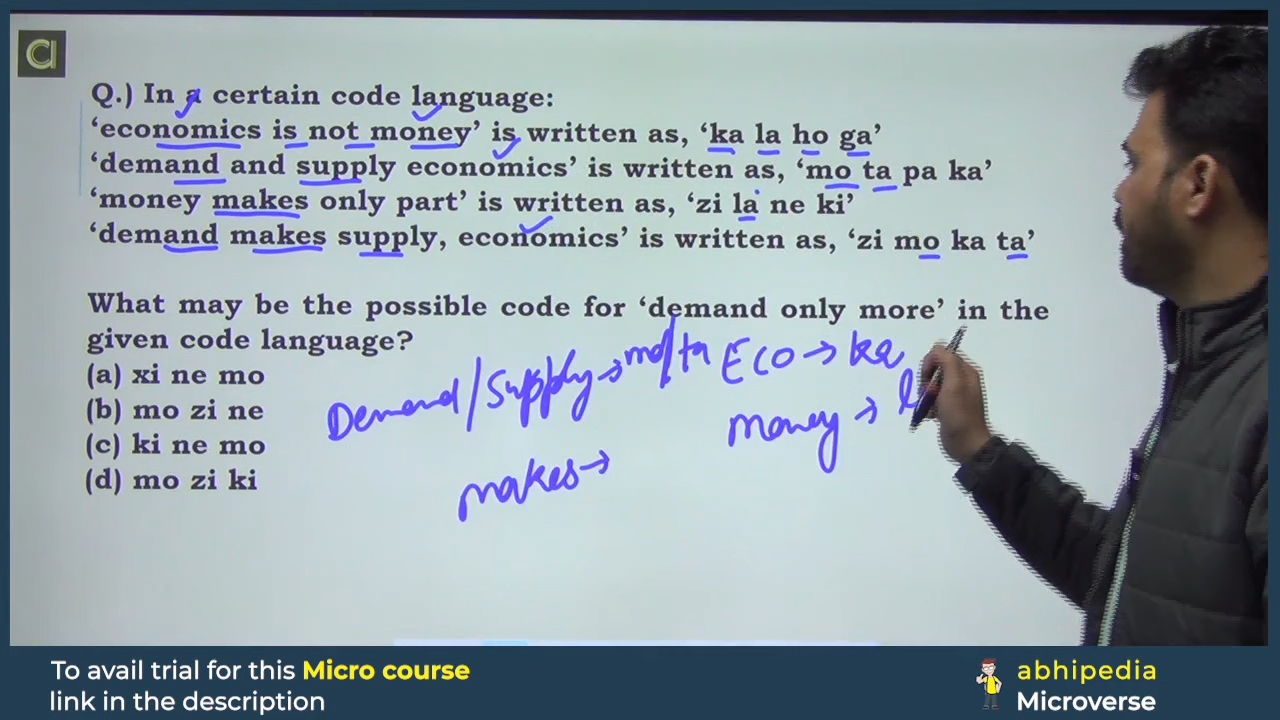 Q.) In a certain code language:
‘economics is not money’ is written as, ‘ka la ho ga’
‘demand and supply economics’ is written as, ‘mo ta pa ka’
‘money makes only part’ is written as, ‘zi la ne ki’
‘demand makes supply, economics’ is written as, ‘zi mo ka ta’
What may be the possible code for ‘demand only more’ in the
given code language?
(a) xi ne mo
(b) mo zi ne
(c) ki ne mo
(d) mo zi ki
Demand/Supply → mo/ta
Eco → ka
Money →
makes →
To avail trial for this Micro course
link in the description
abhipedia
Microverse